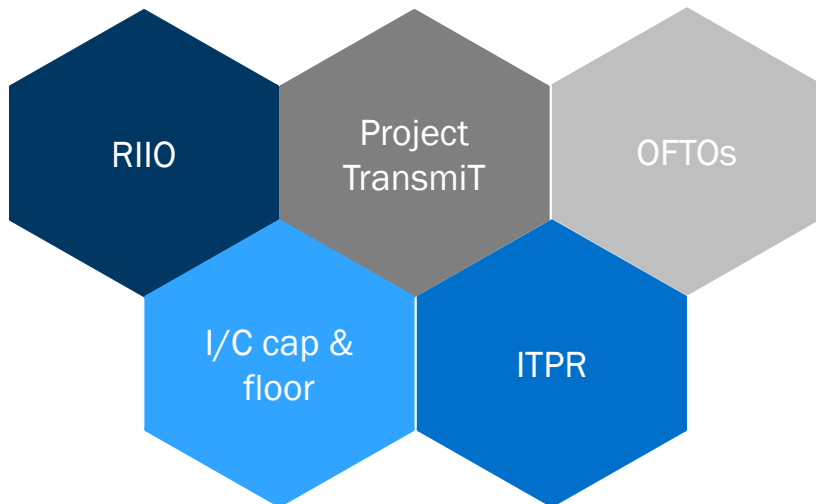 RIIO
Project
TransmiT
OFTOs
I/C cap &
floor
ITPR